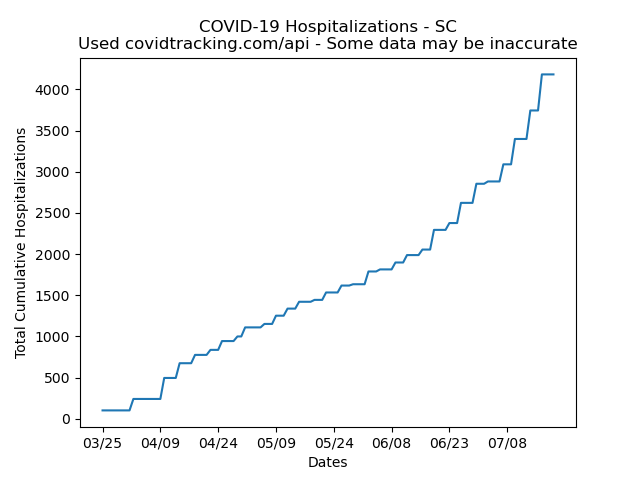 COVID-19 Hospitalizations - SC
Used covidtracking.com/api - Some data may be inaccurate
Total Cumulative Hospitalizations
4000
3500
3000
2500
2000
1500
1000
500
0
03/25 04/09 04/24 05/09 05/24 06/08 06/23 07/08
Dates